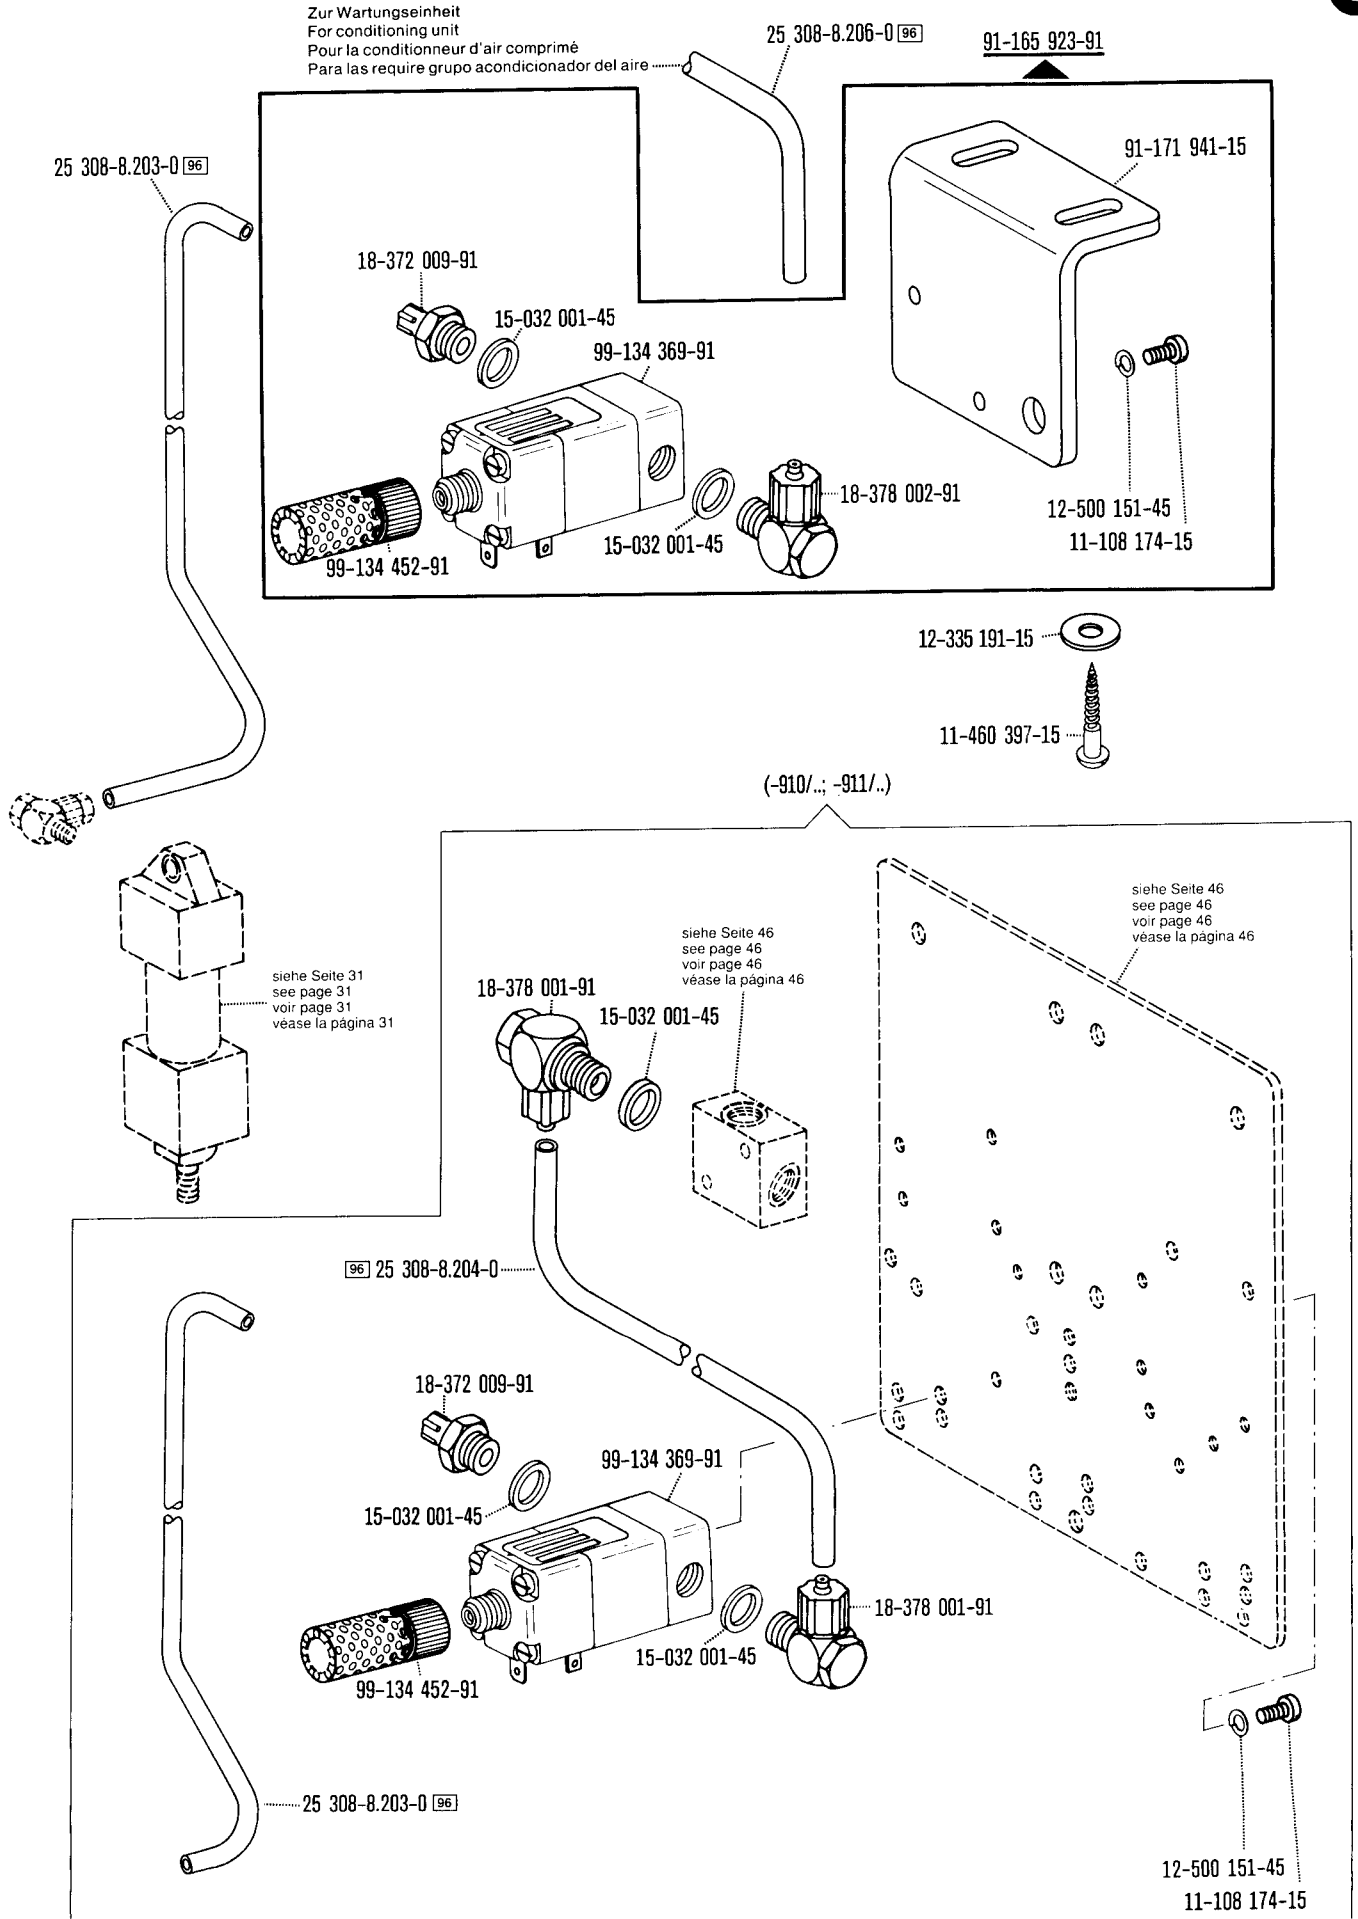 Zur Wartungseinheit
For conditioning unit
Pour la conditionneur d'air comprimé
Para las require grupo acondicionador del aire
25 308-8.206-0 96
91-165 923-91
25 308-8.203-0 96
91-171 941-15
18-372 009-91
15-032 001-45
99-134 369-91
18-378 002-91
12-500 151-45
15-032 001-45
11-108 174-15
99-134 452-91
12-335 191-15
11-460 397-15
(-910/..; -911/..)
siehe Seite 46
see page 46
voir page 46
véase la página 46
siehe Seite 46
see page 46
voir page 46
véase la página 46
siehe Seite 31
see page 31
voir page 31
véase la página 31
18-378 001-91
15-032 001-45
96 25 308-8.204-0
18-372 009-91
99-134 369-91
15-032 001-45
18-378 001-91
15-032 001-45
99-134 452-91
25 308-8.203-0 96
12-500 151-45
11-108 174-15